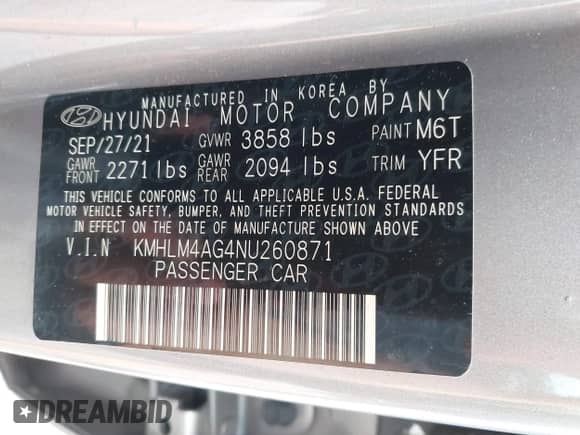 MANUFACTURED IN KOREA BY
HYUNDAI MOTOR COMPANY
SEP/27/21 GVWR 3858 lbs PAINT M6T
GAWR FRONT 2271 lbs GAWR REAR 2094 lbs TRIM YFR
THIS VEHICLE CONFORMS TO ALL APPLICABLE U.S.A. FEDERAL
MOTOR VEHICLE SAFETY, BUMPER, AND THEFT PREVENTION STANDARDS
IN EFFECT ON THE DATE OF MANUFACTURE SHOWN ABOVE.
V.I.N KMHLM4AG4NU260871
PASSENGER CAR
DREAMBID